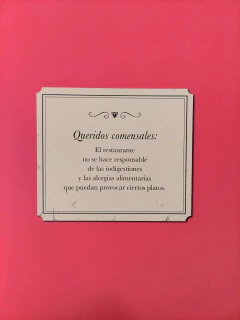 Queridos comensales:
El restaurante
no se hace responsable
de las indigestiones
y las alergias alimentarias
que puedan provocar ciertos platos.